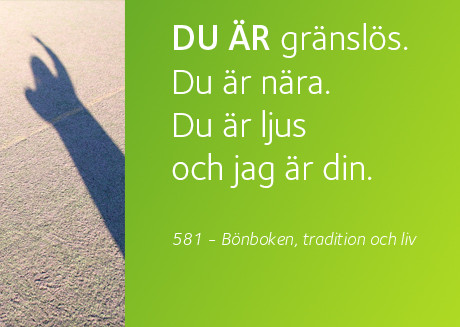 DU ÄR gränslös.
Du är nära.
Du är ljus
och jag är din.
581 – Bönboken, tradition och liv